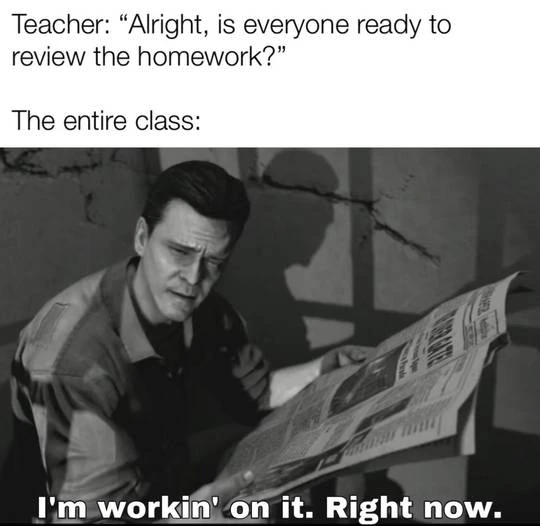 Teacher: “Alright, is everyone ready to
review the homework?”
The entire class:
I'm workin' on it. Right now.